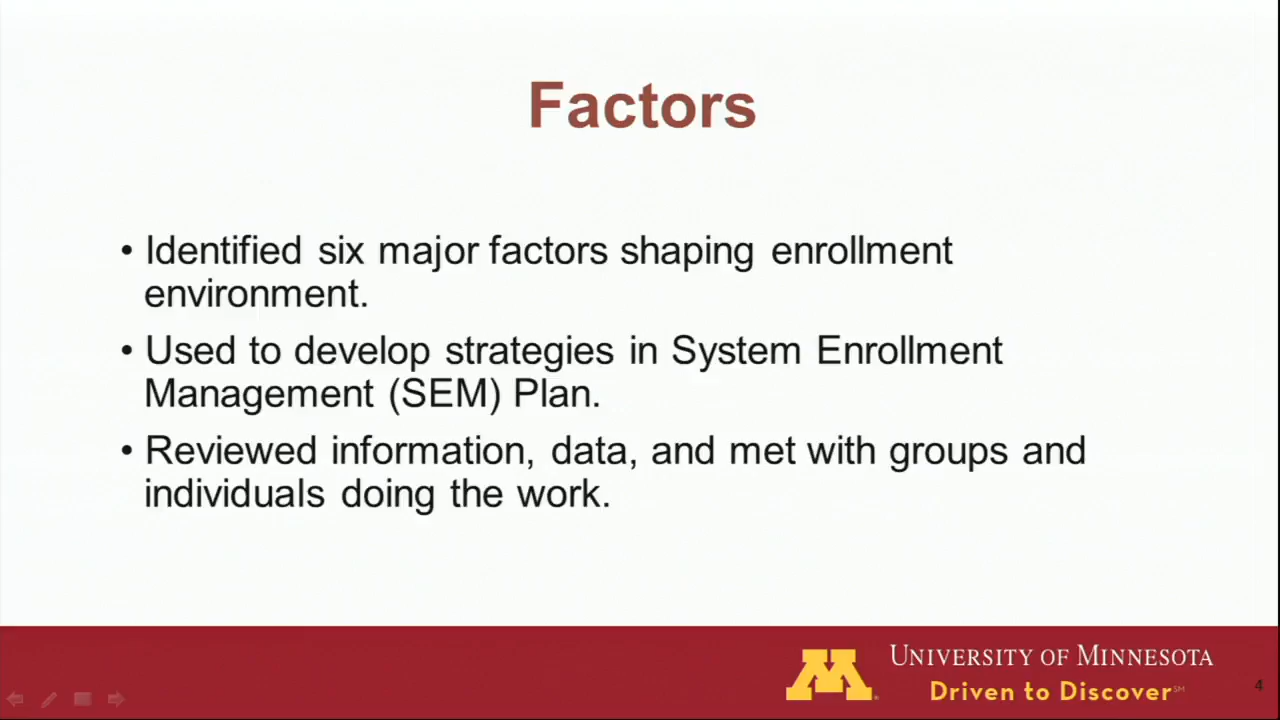 Factors
• Identified six major factors shaping enrollment
environment.
• Used to develop strategies in System Enrollment
Management (SEM) Plan.
• Reviewed information, data, and met with groups and
individuals doing the work.
M
UNIVERSITY OF MINNESOTA
Driven to Discover℠
4